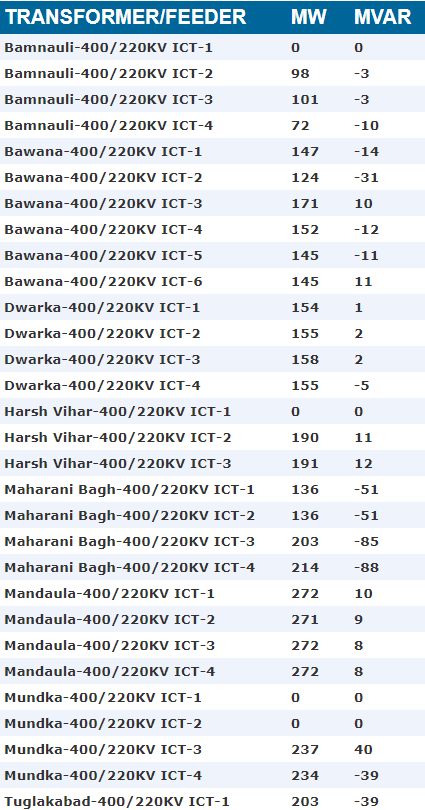 TRANSFORMER/FEEDER MW MVAR
Bamnauli-400/220KV ICT-1 0 0
Bamnauli-400/220KV ICT-2 98 -3
Bamnauli-400/220KV ICT-3 101 -3
Bamnauli-400/220KV ICT-4 72 -10
Bawana-400/220KV ICT-1 147 -14
Bawana-400/220KV ICT-2 124 -31
Bawana-400/220KV ICT-3 171 10
Bawana-400/220KV ICT-4 152 -12
Bawana-400/220KV ICT-5 145 -11
Bawana-400/220KV ICT-6 145 11
Dwarka-400/220KV ICT-1 154 1
Dwarka-400/220KV ICT-2 155 2
Dwarka-400/220KV ICT-3 158 2
Dwarka-400/220KV ICT-4 155 -5
Harsh Vihar-400/220KV ICT-1 0 0
Harsh Vihar-400/220KV ICT-2 190 11
Harsh Vihar-400/220KV ICT-3 191 12
Maharani Bagh-400/220KV ICT-1 136 -51
Maharani Bagh-400/220KV ICT-2 136 -51
Maharani Bagh-400/220KV ICT-3 203 -85
Maharani Bagh-400/220KV ICT-4 214 -88
Mandaula-400/220KV ICT-1 272 10
Mandaula-400/220KV ICT-2 271 9
Mandaula-400/220KV ICT-3 272 8
Mandaula-400/220KV ICT-4 272 8
Mundka-400/220KV ICT-1 0 0
Mundka-400/220KV ICT-2 0 0
Mundka-400/220KV ICT-3 237 40
Mundka-400/220KV ICT-4 234 -39
Tuglakabad-400/220KV ICT-1 203 -39